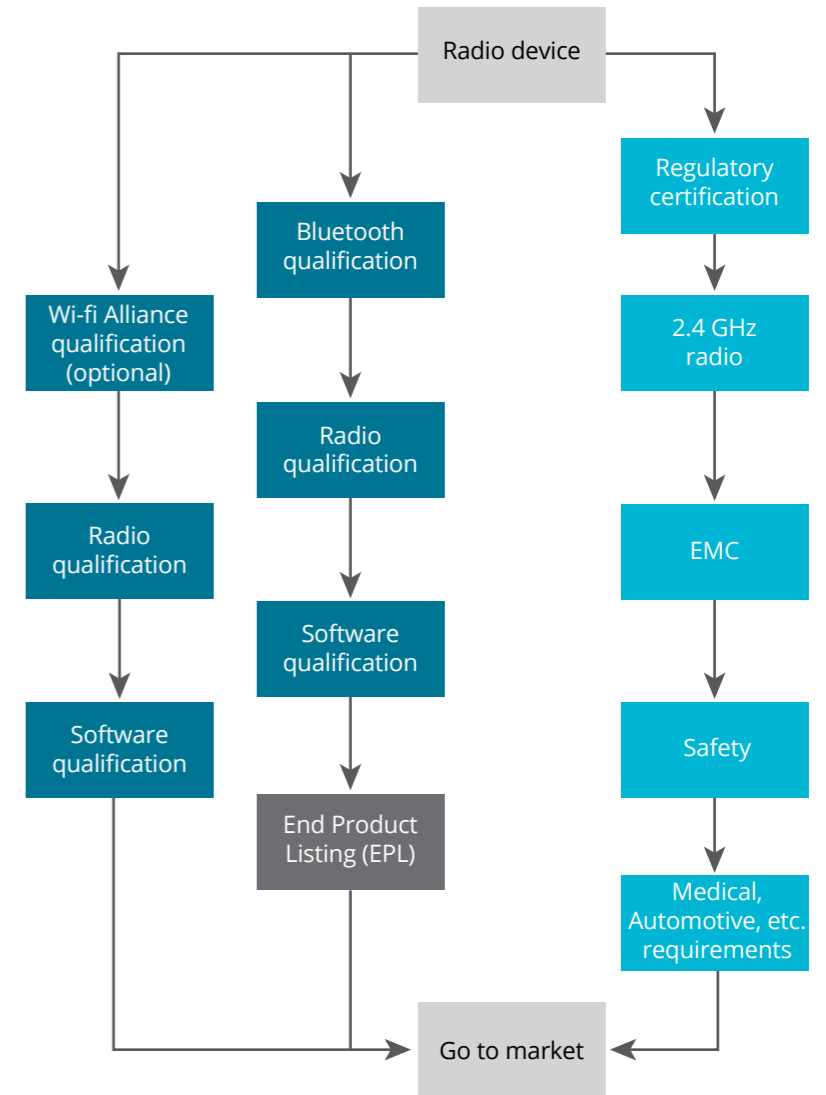 Radio device
Wi-fi Alliance
qualification
(optional)
Radio
qualification
Software
qualification
Bluetooth
qualification
Radio
qualification
Software
qualification
End Product
Listing (EPL)
Regulatory
certification
2.4 GHz
radio
EMC
Safety
Medical,
Automotive, etc.
requirements
Go to market